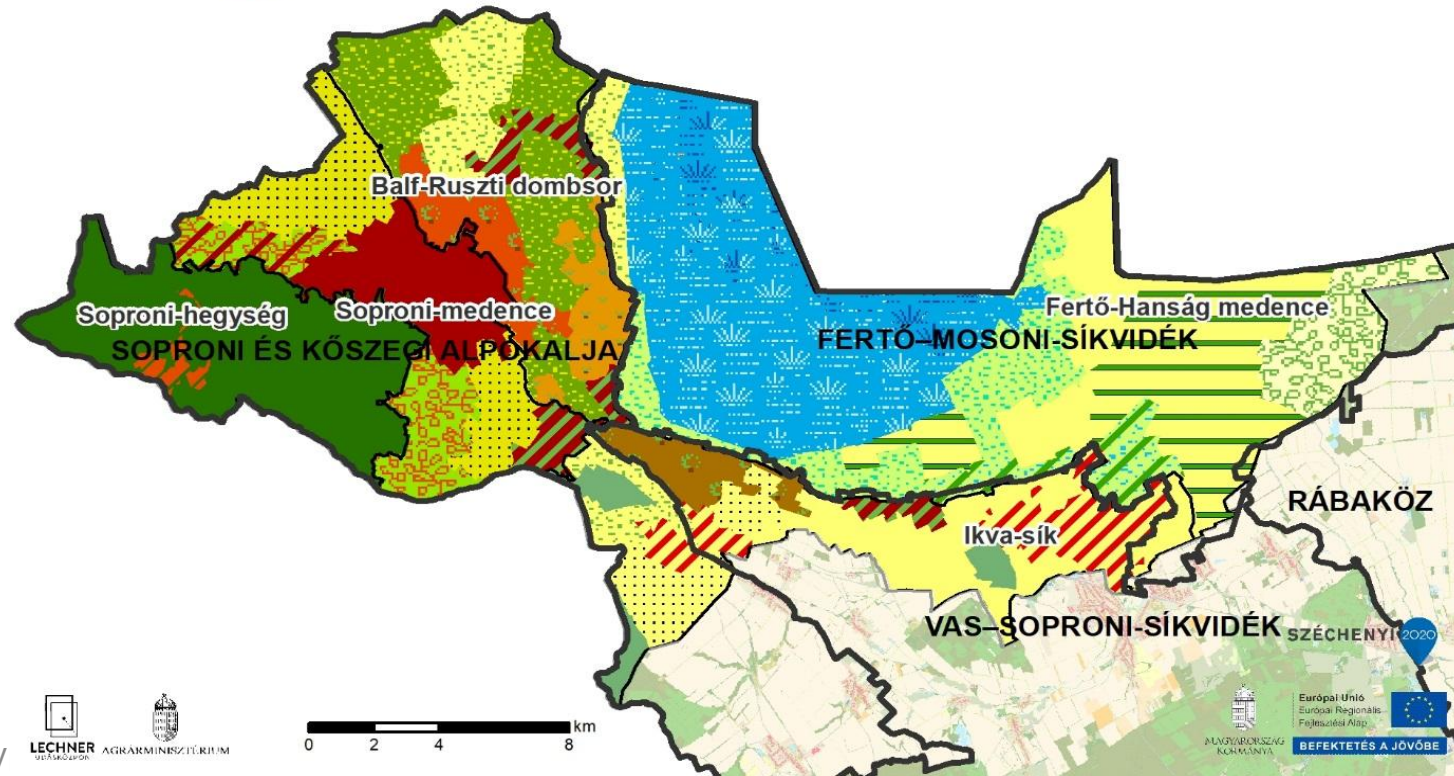 Balf-Ruszti dombsor
Soproni-hegység
Soproni-medence
SOPRONI ÉS KŐSZEGI ALPOKALJA
Fertő-Hanság medence
FERTŐ–MOSONI-SÍKVIDÉK
RÁBAKÖZ
Ikva-sík
VAS–SOPRONI-SÍKVIDÉK
SZÉCHENYI 2020
LECHNER
TUDÁSKÖZPONT
AGRÁRMINISZTÉRIUM
km
0 2 4 8
MAGYARORSZÁG
KORMÁNYA
Európai Unió
Európai Regionális
Fejlesztési Alap
BEFEKTETÉS A JÖVŐBE